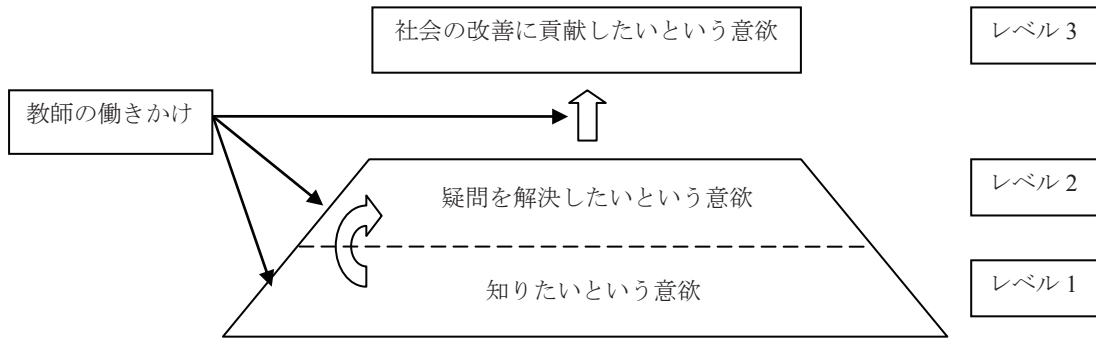 社会の改善に貢献したいという意欲
レベル 3
教師の働きかけ
疑問を解決したいという意欲
レベル 2
知りたいという意欲
レベル 1